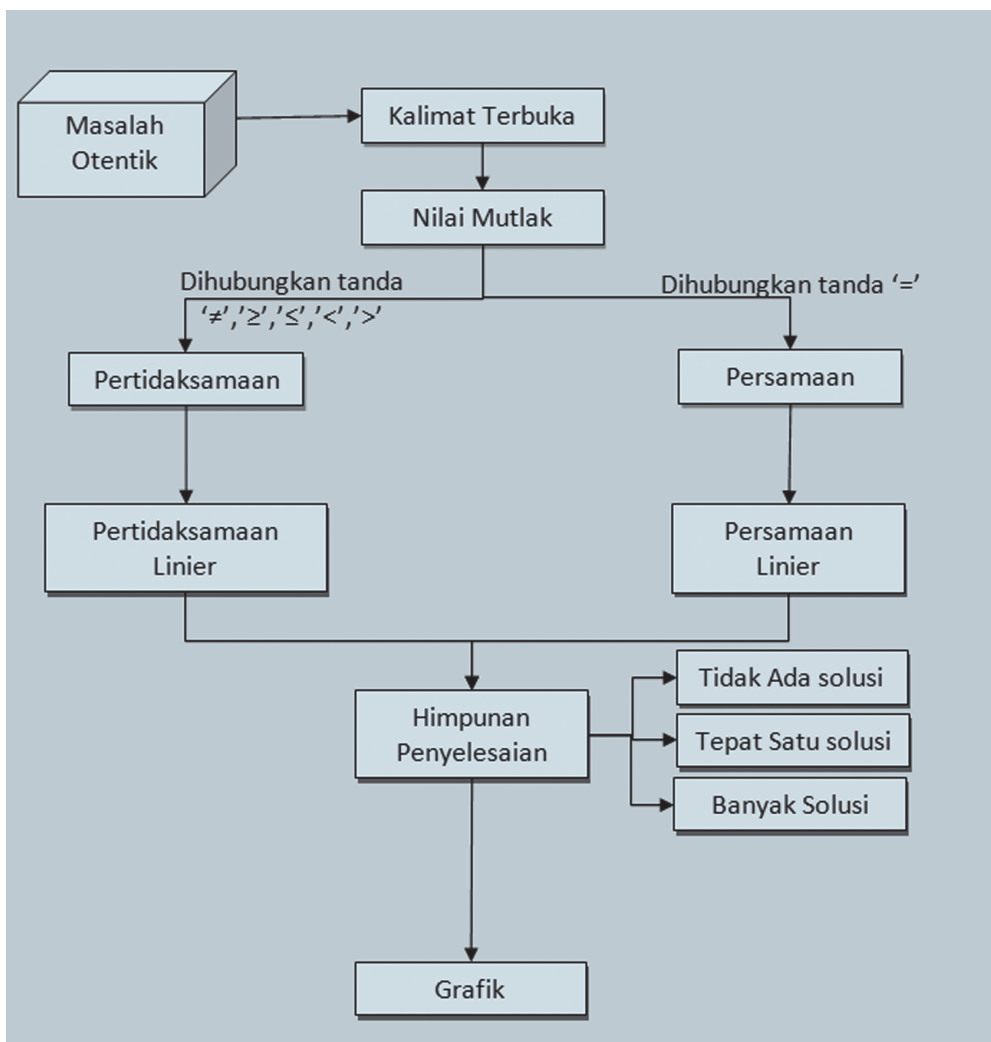 Masalah
Otentik
Kalimat Terbuka
Nilai Mutlak
Dihubungkan tanda
‘≠’,’≥’,’≤’,’<’,’>’
Dihubungkan tanda ‘=’
Pertidaksamaan
Persamaan
Pertidaksamaan
Linier
Persamaan
Linier
Himpunan
Penyelesaian
Tidak Ada solusi
Tepat Satu solusi
Banyak Solusi
Grafik